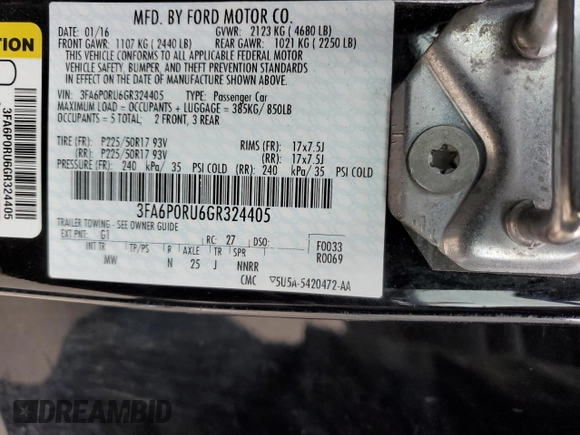 MFD. BY FORD MOTOR CO.
DATE: 01/16 GVWR: 2123 KG ( 4680 LB)
FRONT GAWR: 1107 KG ( 2440 LB) REAR GAWR: 1021 KG ( 2250 LB)
THIS VEHICLE CONFORMS TO ALL APPLICABLE FEDERAL MOTOR
VEHICLE SAFETY, BUMPER, AND THEFT PREVENTION STANDARDS
IN EFFECT ON THE DATE OF MANUFACTURE SHOWN ABOVE.
VIN: 3FA6P0RU6GR324405 TYPE: Passenger Car
MAXIMUM LOAD = OCCUPANTS + LUGGAGE = 385KG/ 850LB
OCCUPANTS = 5 TOTAL; 2 FRONT, 3 REAR
TIRE (FR): P225/50R17 93V RIMS (FR): 17x7.5J
(RR): P225/50R17 93V (RR): 17x7.5J
PRESSURE (FR): 240 kPa/ 35 PSI COLD (RR): 240 kPa/ 35 PSI COLD
3FA6P0RU6GR324405
TRAILER TOWING - SEE OWNER GUIDE
EXT PNT: G1 RC: 27 DSO: F0033
INT TR TP/PS R AXLE TR SPR R0069
MW N 25 J NNRR
CMC ▽5U5A-5420472-AA
TION
3FA6P0RU6GR324405
DREAMBID